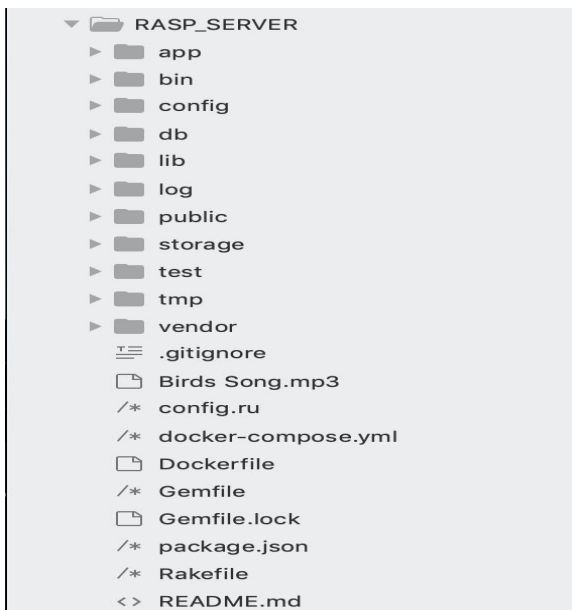 RASP_SERVER
app
bin
config
db
lib
log
public
storage
test
tmp
vendor
.gitignore
Birds Song.mp3
/* config.ru
/* docker-compose.yml
Dockerfile
/* Gemfile
Gemfile.lock
/* package.json
/* Rakefile
<> README.md